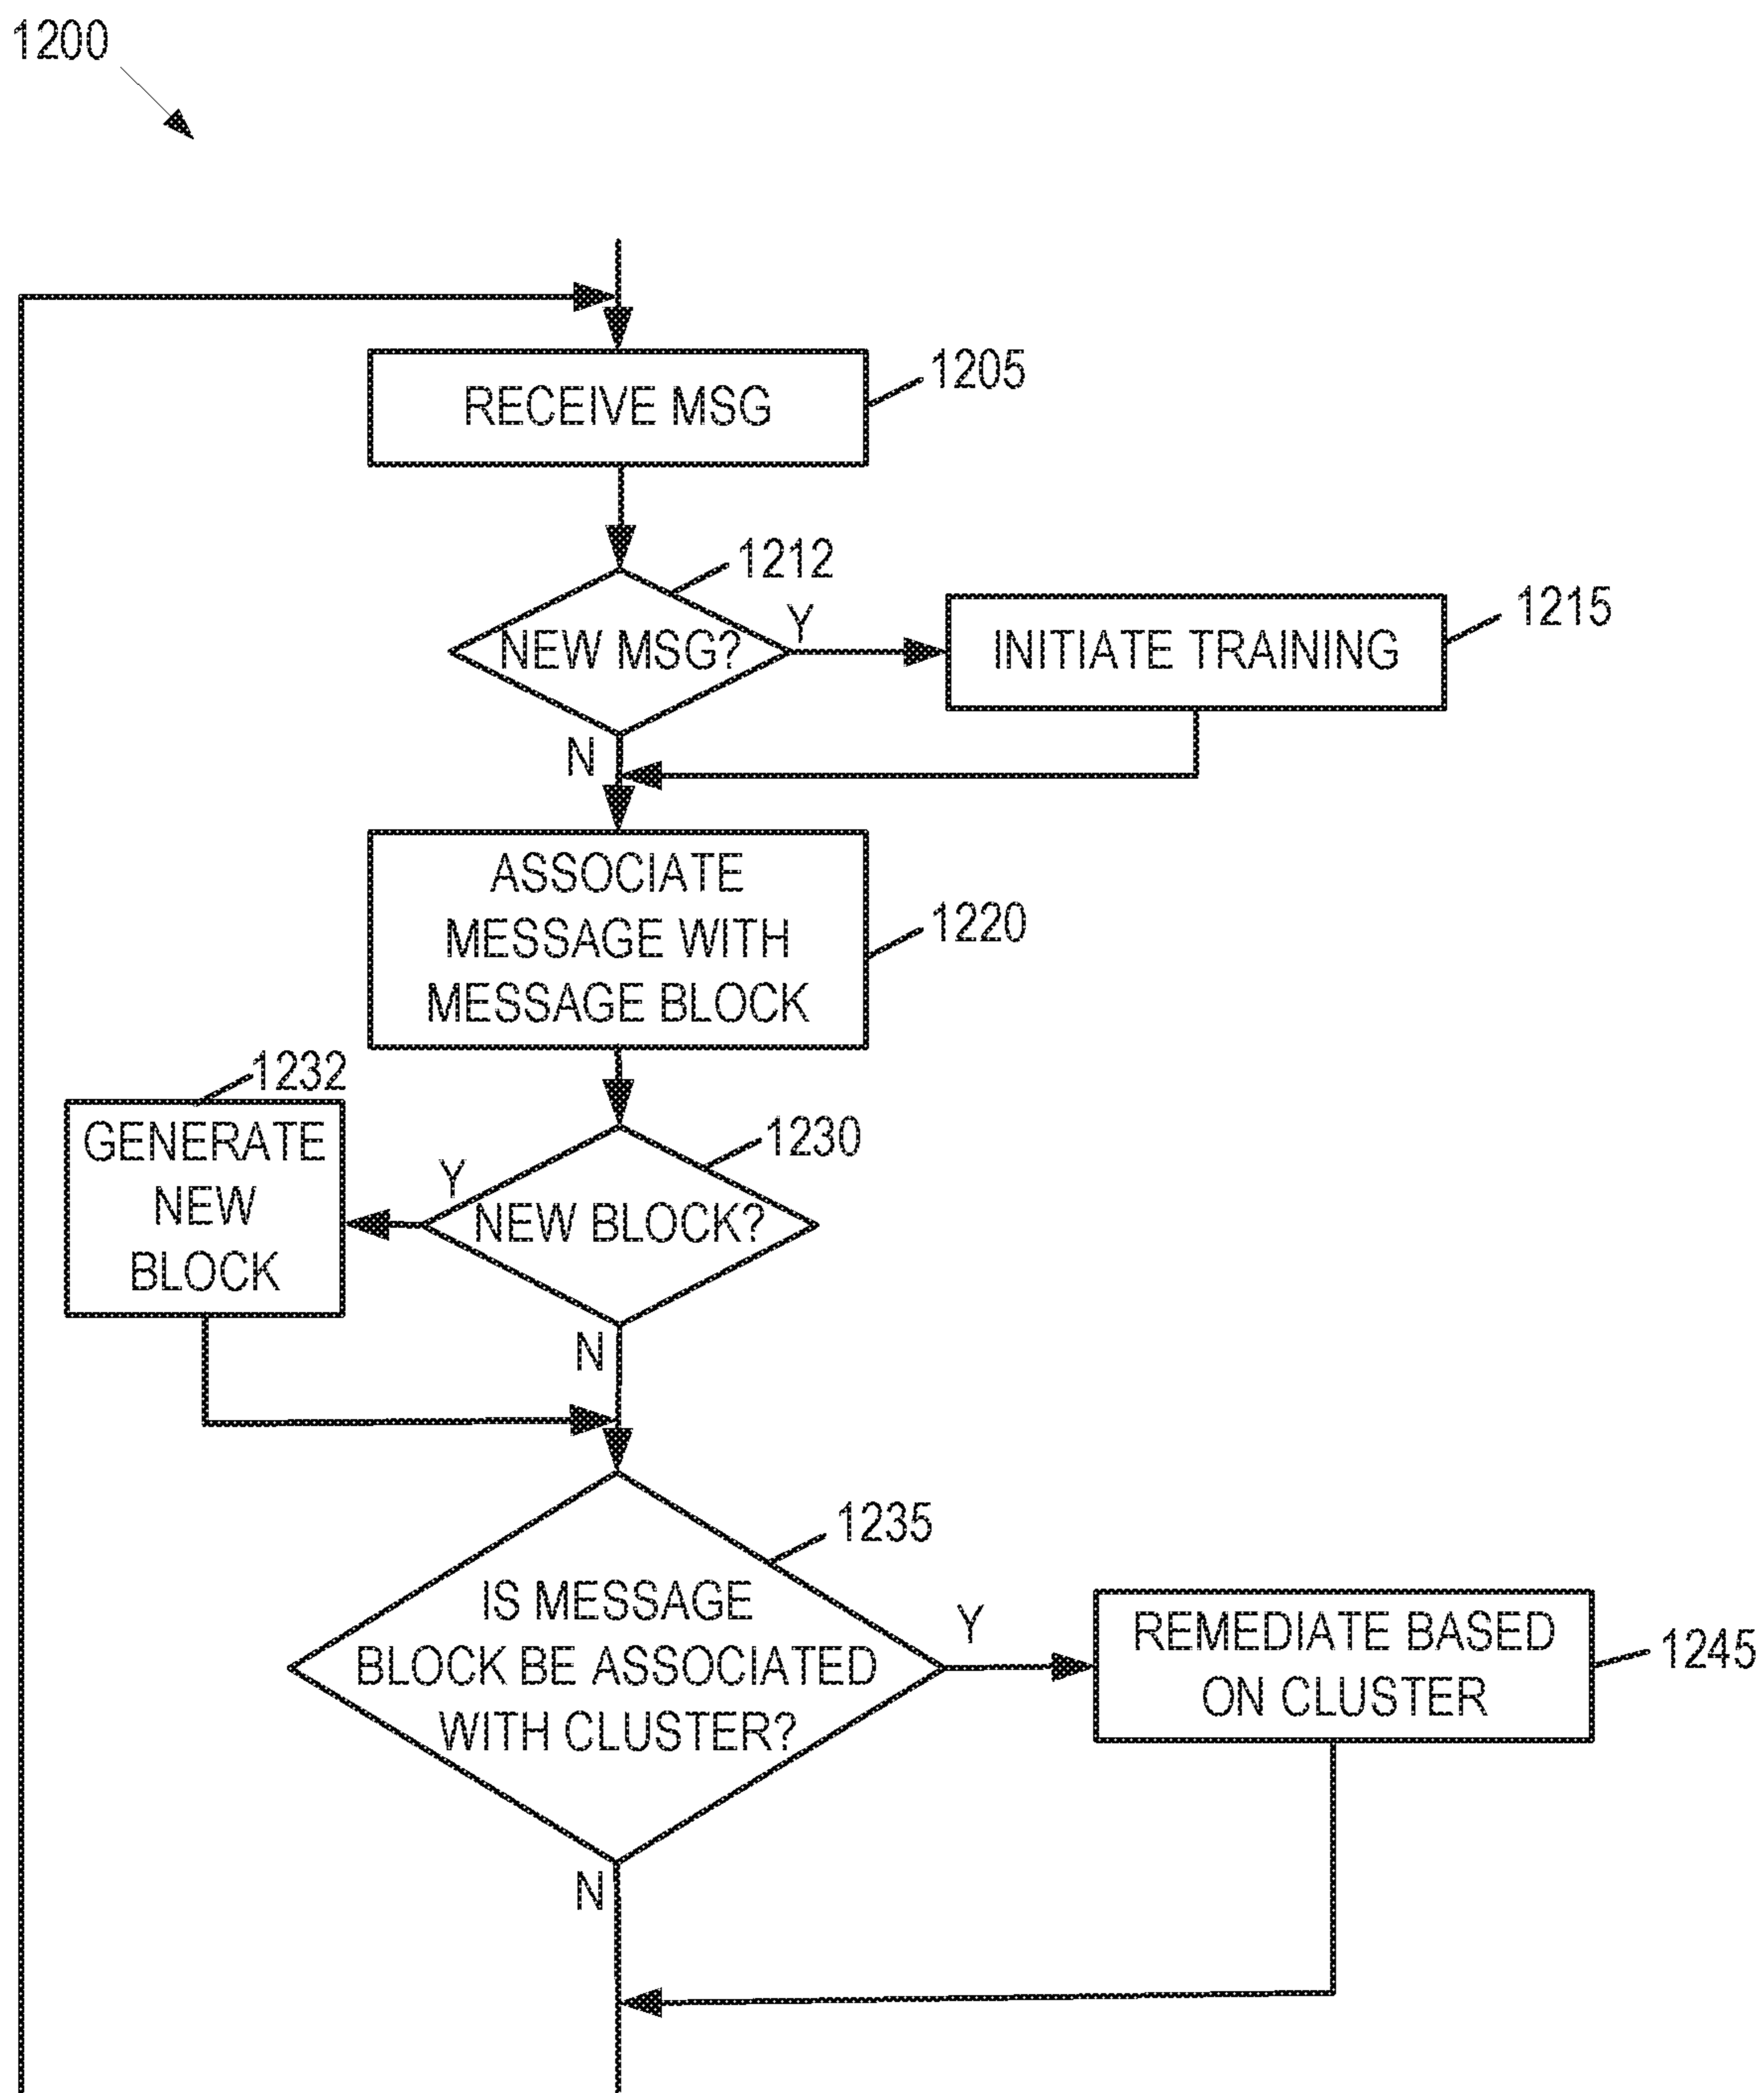 1200
RECEIVE MSG
1205
1212
NEW MSG?
Y
N
INITIATE TRAINING
1215
ASSOCIATE
MESSAGE WITH
MESSAGE BLOCK
1220
1232
GENERATE
NEW
BLOCK
Y
1230
NEW BLOCK?
N
1235
IS MESSAGE
BLOCK BE ASSOCIATED
WITH CLUSTER?
Y
REMEDIATE BASED
ON CLUSTER
1245
N